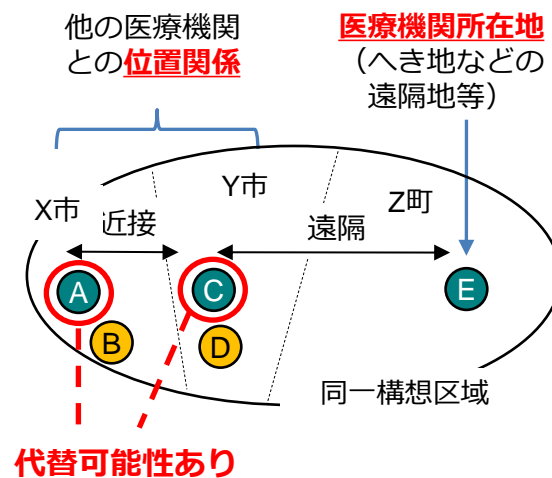 他の医療機関
との位置関係
医療機関所在地
（へき地などの
遠隔地等）
X市
Y市
Z町
近接
遠隔
A
B
C
D
E
同一構想区域
代替可能性あり